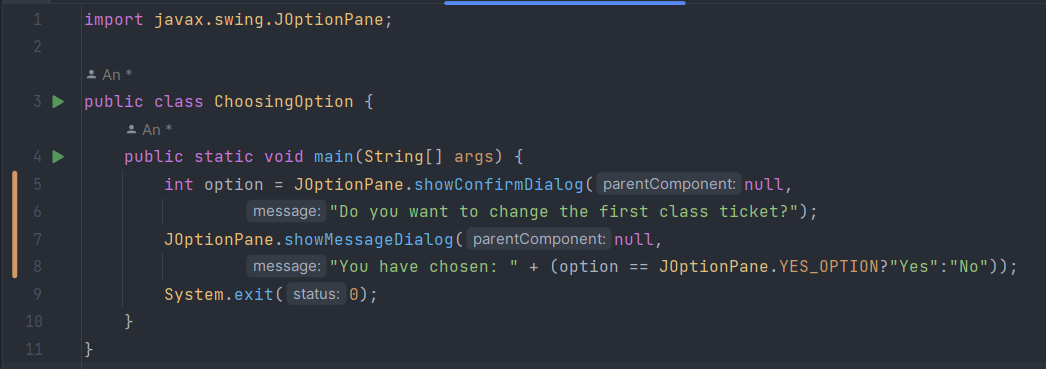 1 import javax.swing.JOptionPane;
2
An *
3 public class ChoosingOption {
An *
4 public static void main(String[] args) {
5 int option = JOptionPane.showConfirmDialog( parentComponent: null,
6 message: "Do you want to change the first class ticket?");
7 JOptionPane.showMessageDialog( parentComponent: null,
8 message: "You have chosen: " + (option == JOptionPane.YES_OPTION?"Yes":"No"));
9 System.exit( status: 0);
10 }
11 }